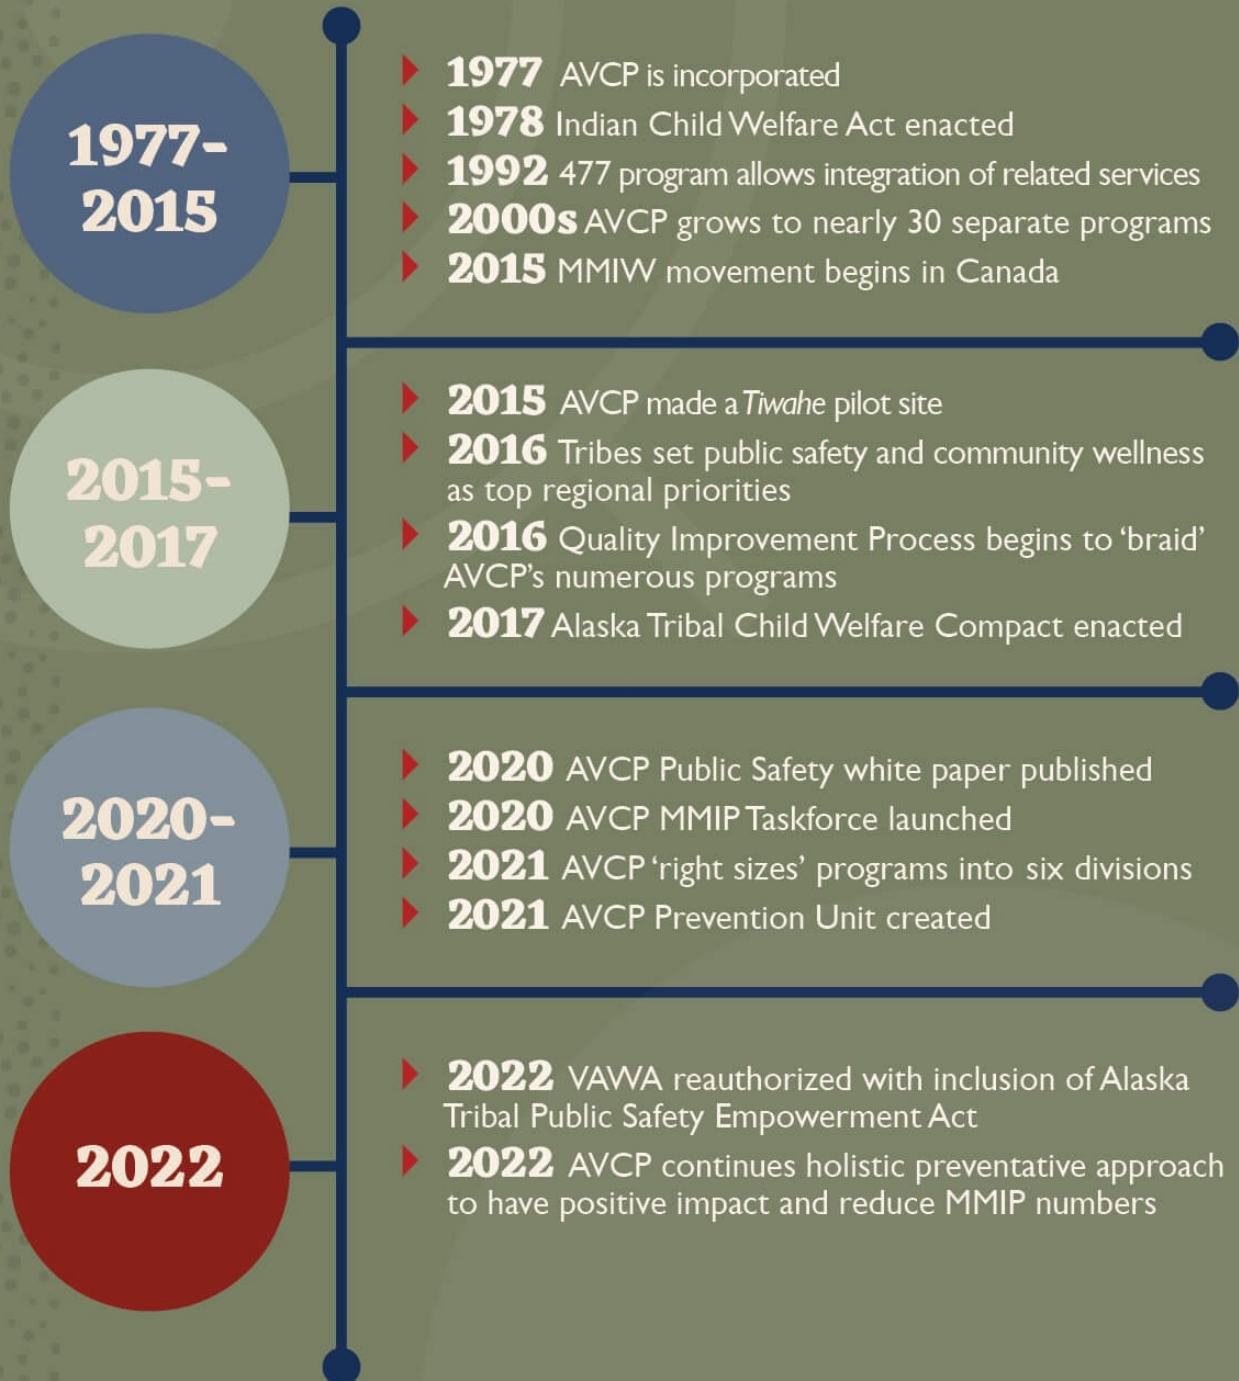 1977-
2015
1977 AVCP is incorporated
1978 Indian Child Welfare Act enacted
1992 477 program allows integration of related services
2000s AVCP grows to nearly 30 separate programs
2015 MMIW movement begins in Canada
2015-
2017
2015 AVCP made a Tiwahe pilot site
2016 Tribes set public safety and community wellness
as top regional priorities
2016 Quality Improvement Process begins to ‘braid’
AVCP’s numerous programs
2017 Alaska Tribal Child Welfare Compact enacted
2020-
2021
2020 AVCP Public Safety white paper published
2020 AVCP MMIP Taskforce launched
2021 AVCP ‘right sizes’ programs into six divisions
2021 AVCP Prevention Unit created
2022
2022 VAWA reauthorized with inclusion of Alaska
Tribal Public Safety Empowerment Act
2022 AVCP continues holistic preventative approach
to have positive impact and reduce MMIP numbers